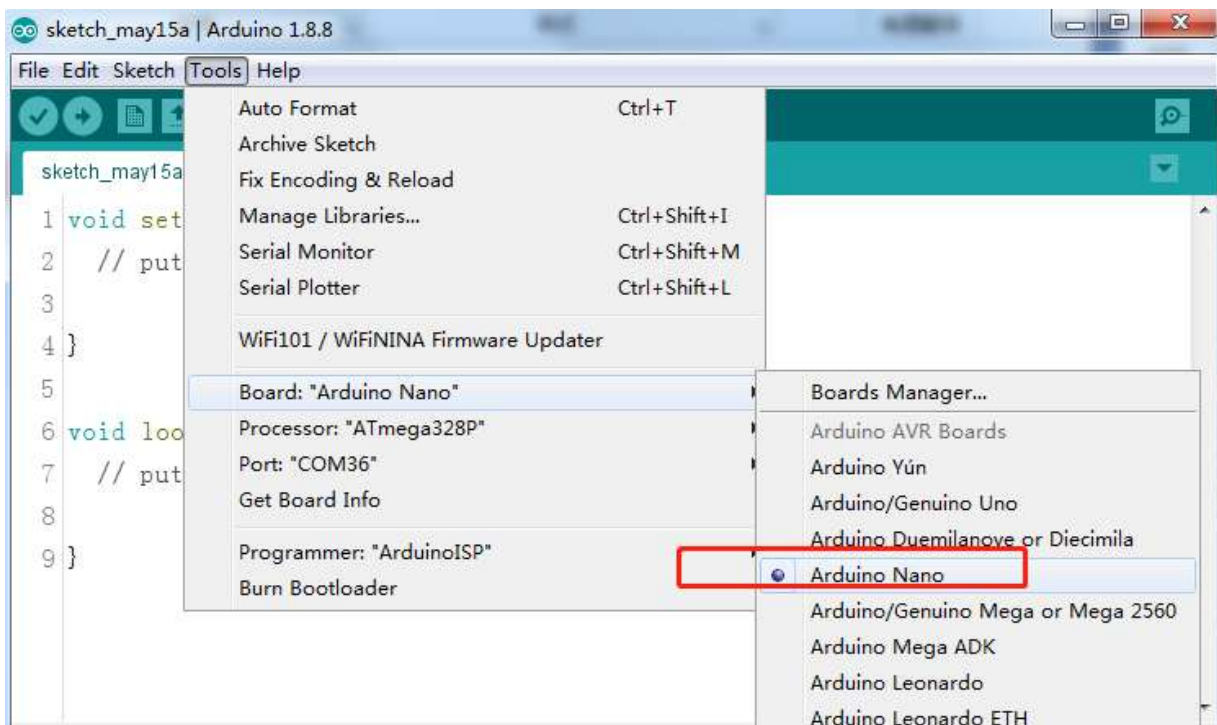 sketch_may15a | Arduino 1.8.8
File Edit Sketch Tools Help
sketch_may15a
1 void set
2 // put
3
4 }
5
6 void loo
7 // put
8
9 }
Auto Format Ctrl+T
Archive Sketch
Fix Encoding & Reload
Manage Libraries... Ctrl+Shift+I
Serial Monitor Ctrl+Shift+M
Serial Plotter Ctrl+Shift+L
WiFi101 / WiFiNINA Firmware Updater
Board: "Arduino Nano"
Processor: "ATmega328P"
Port: "COM36"
Get Board Info
Programmer: "ArduinoISP"
Burn Bootloader
Boards Manager...
Arduino AVR Boards
Arduino Yún
Arduino/Genuino Uno
Arduino Duemilanove or Diecimila
Arduino Nano
Arduino/Genuino Mega or Mega 2560
Arduino Mega ADK
Arduino Leonardo
Arduino Leonardo ETH